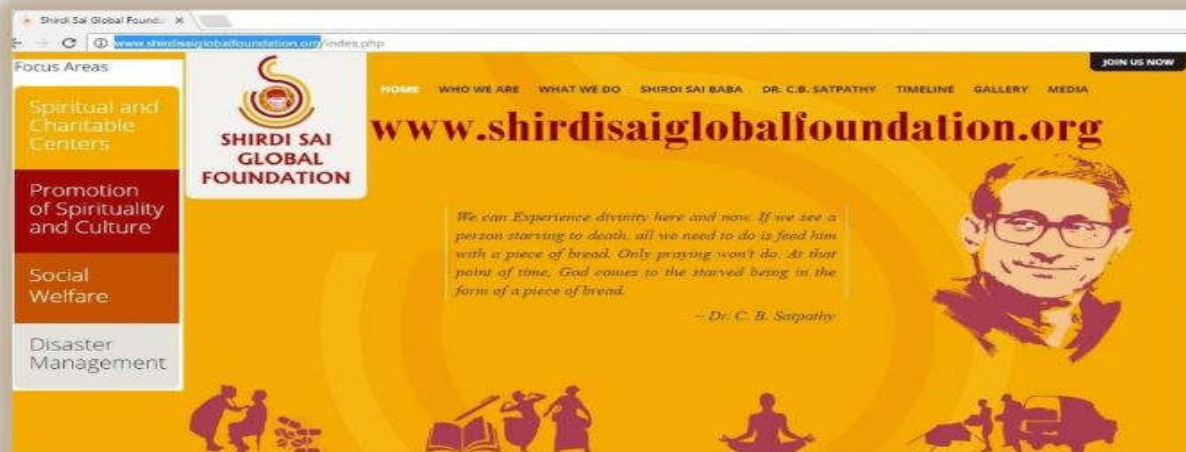 Shirdi Sai Global Found
www.shirdisaiglobalfoundation.org/index.php
Focus Areas
JOIN US NOW
HOME WHO WE ARE WHAT WE DO SHIRDI SAI BABA DR. C.B. SATPATHY TIMELINE GALLERY MEDIA
Spiritual and
Charitable
Centers
Promotion
of Spirituality
and Culture
Social
Welfare
Disaster
Management
SHIRDI SAI
GLOBAL
FOUNDATION
www.shirdisaiglobalfoundation.org
We can Experience divinity here and now. If we see a
person starving to death, all we need to do is feed him
with a piece of bread. Only praying won't do. At that
point of time, God comes to the starved being in the
form of a piece of bread.
– Dr. C. B. Satpathy